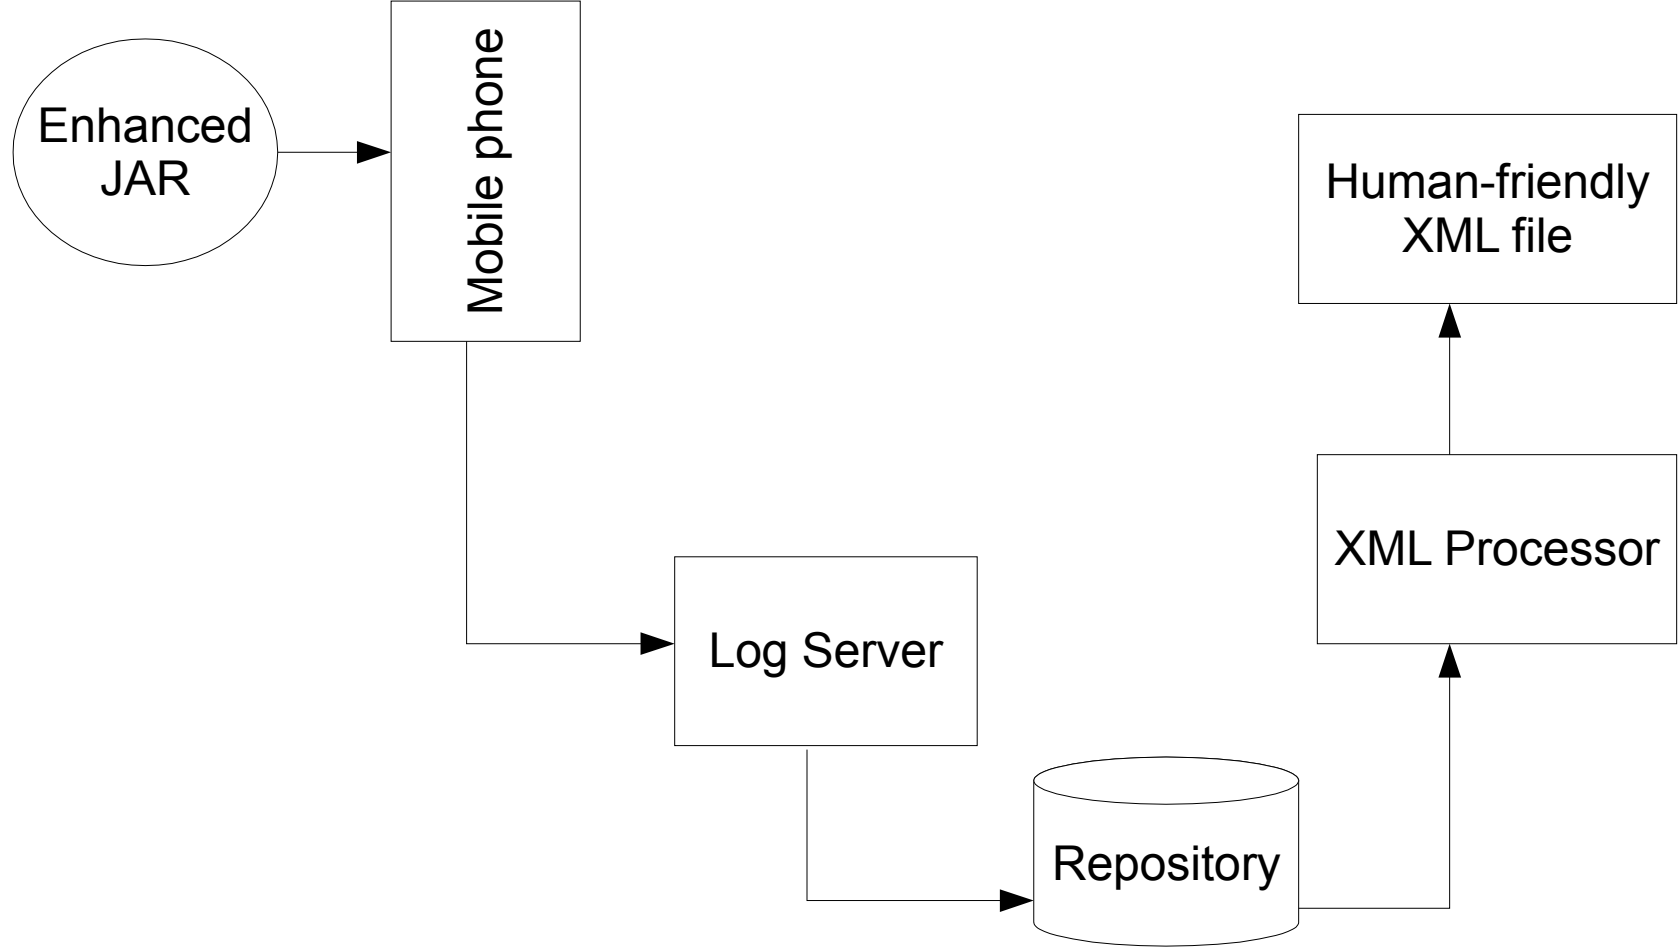 Enhanced
JAR
Mobile phone
Human-friendly
XML file
XML Processor
Log Server
Repository